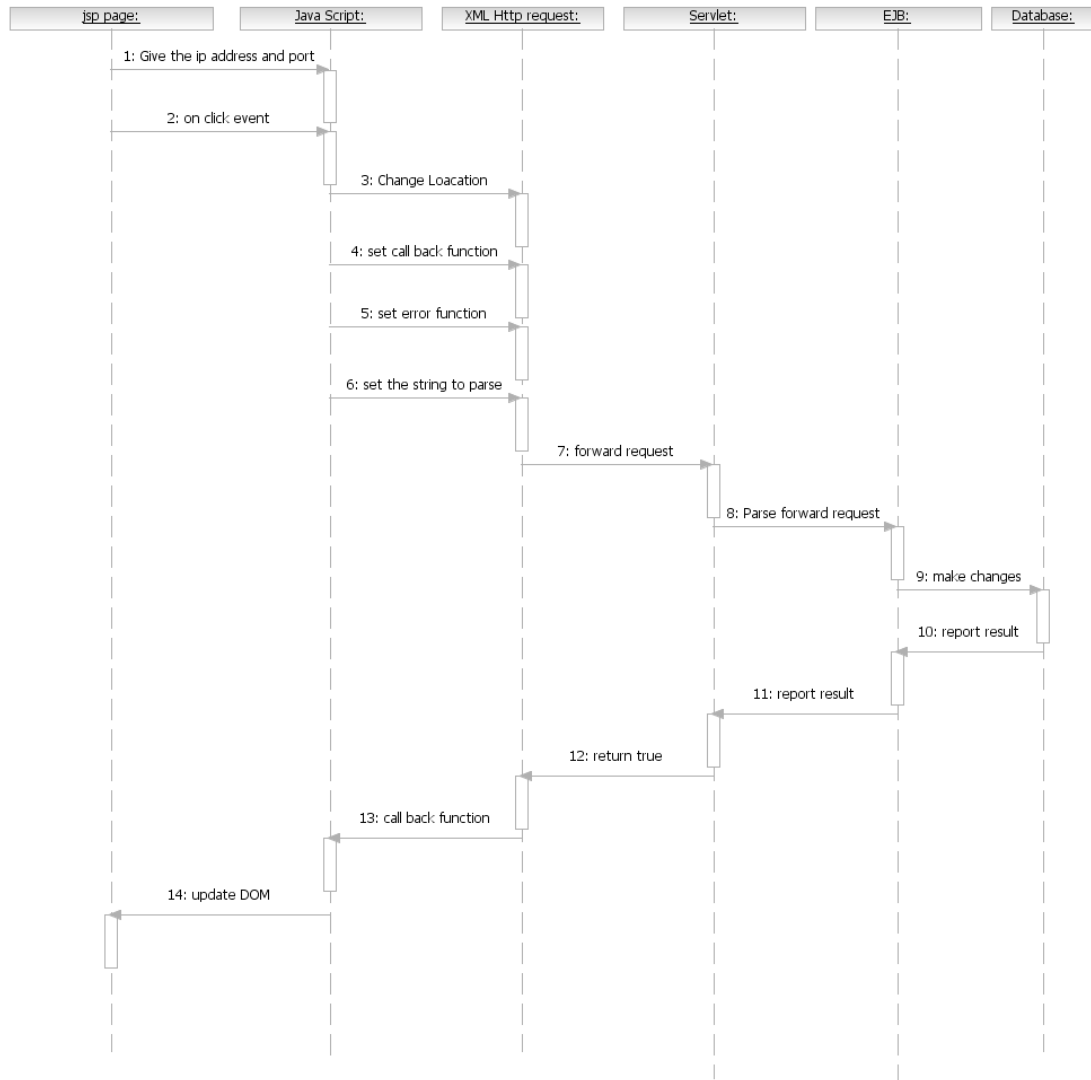 jsp page:
Java Script:
XML Http request:
Servlet:
EJB:
Database:
1: Give the ip address and port
2: on click event
3: Change Loacation
4: set call back function
5: set error function
6: set the string to parse
7: forward request
8: Parse forward request
9: make changes
10: report result
11: report result
12: return true
13: call back function
14: update DOM